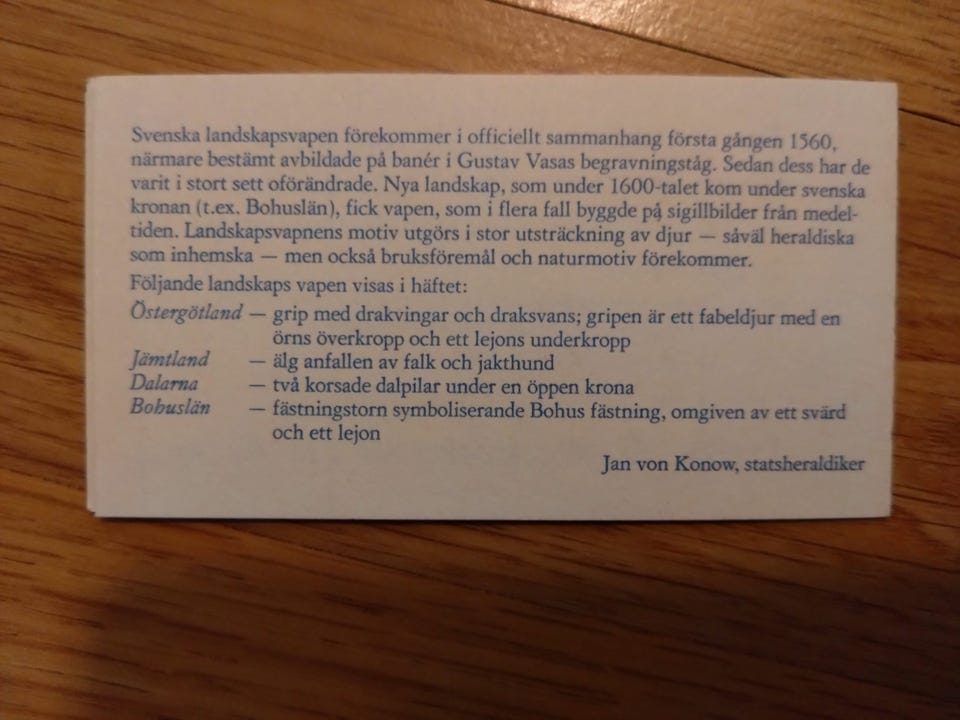 Svenska landskapsvapen förekommer i officiellt sammanhang första gången 1560,
närmare bestämt avbildade på banér i Gustav Vasas begravningståg. Sedan dess har de
varit i stort sett oförändrade. Nya landskap, som under 1600-talet kom under svenska
kronan (t.ex. Bohuslän), fick vapen, som i flera fall byggde på sigillbilder från medel-
tiden. Landskapsvapnens motiv utgörs i stor utsträckning av djur — såväl heraldiska
som inhemska — men också bruksföremål och naturmotiv förekommer.
Följande landskaps vapen visas i häftet:
Östergötland — grip med drakvingar och draksvans; gripen är ett fabeldjur med en
örns överkropp och ett lejons underkropp
Jämtland — älg anfallen av falk och jakthund
Dalarna — två korsade dalpilar under en öppen krona
Bohuslän — fästningstorn symboliserande Bohus fästning, omgiven av ett svärd
och ett lejon
Jan von Konow, statsheraldiker